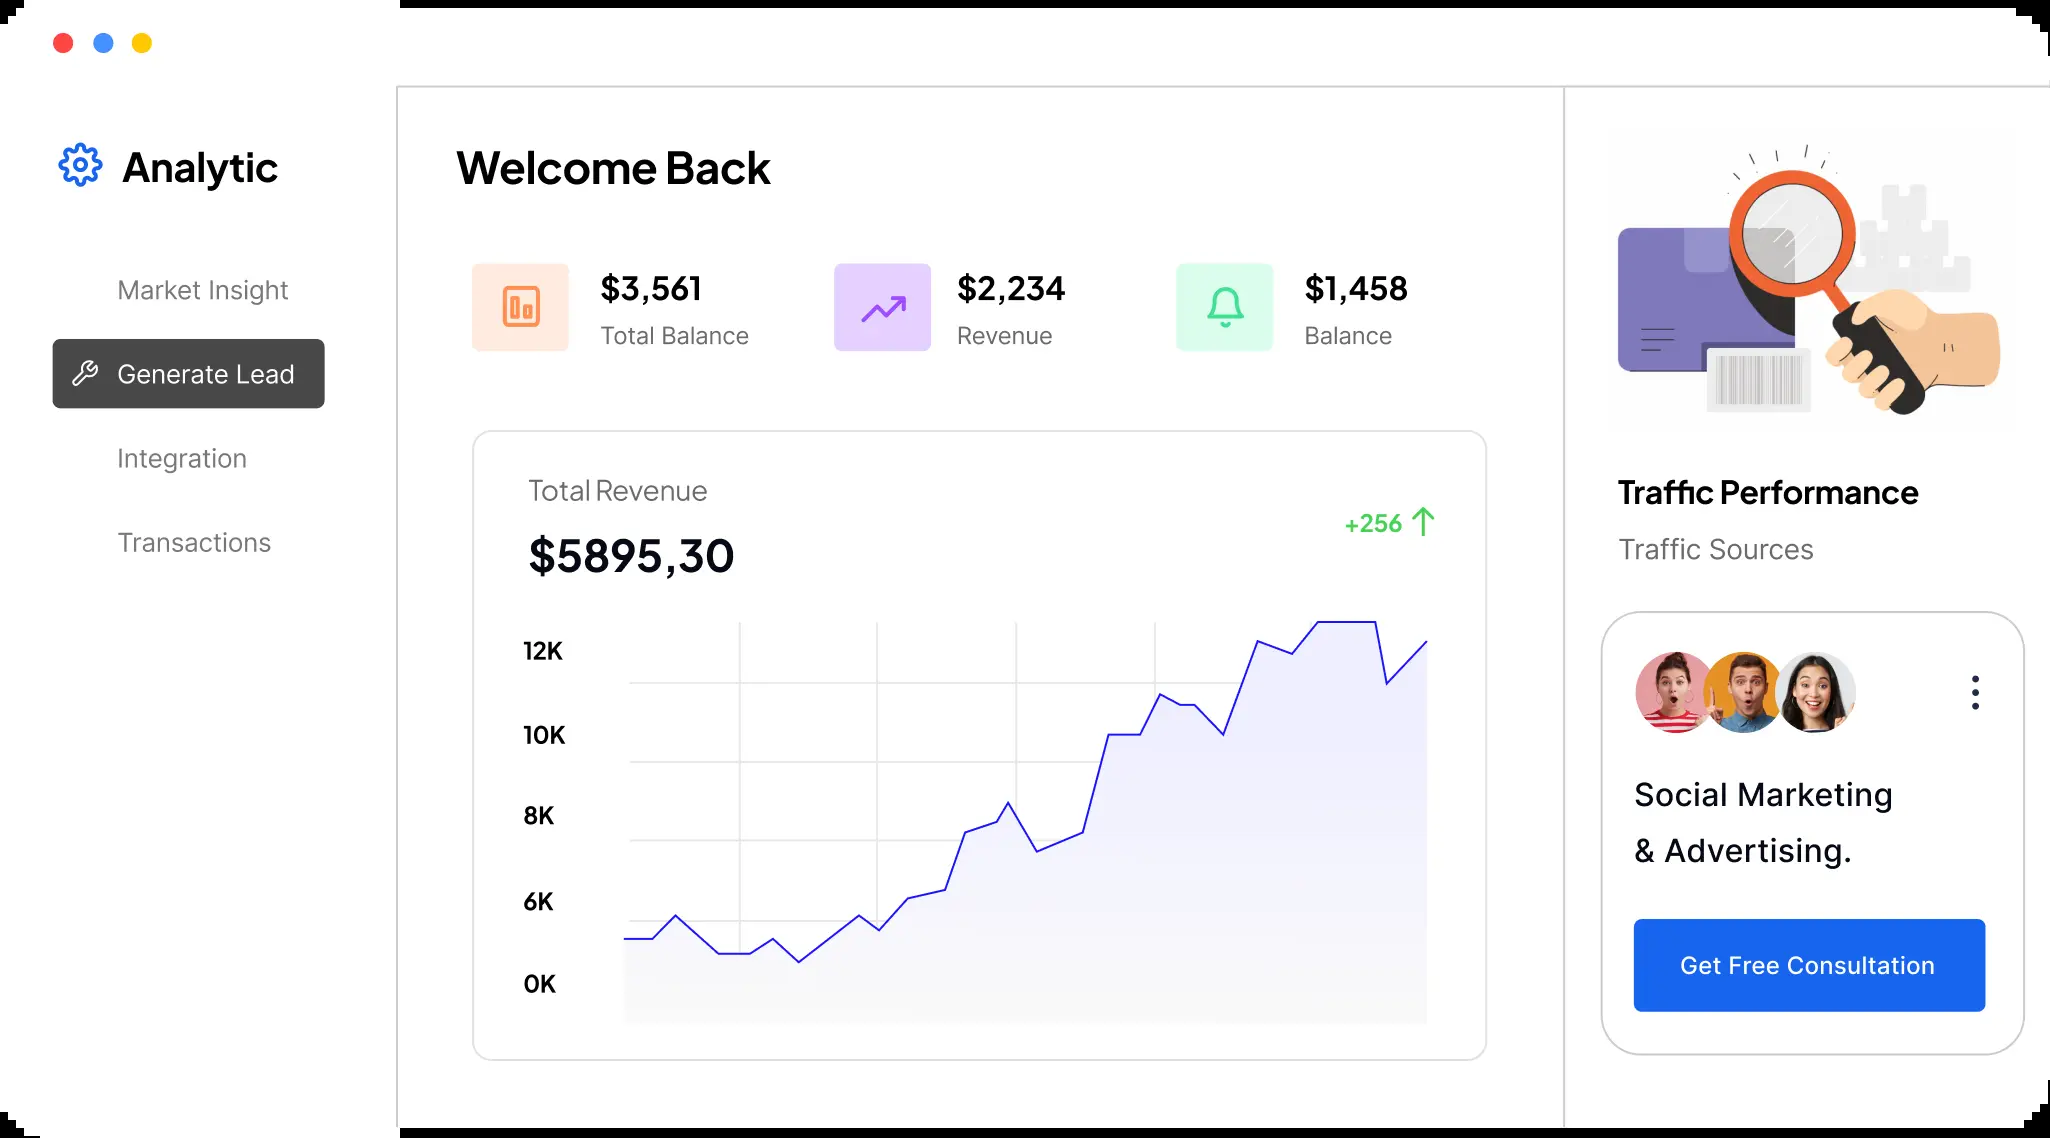 Analytic
Market Insight
Generate Lead
Integration
Transactions
Welcome Back
$3,561
Total Balance
$2,234
Revenue
$1,458
Balance
Total Revenue
$5895,30
+256
12K
10K
8K
6K
0K
Traffic Performance
Traffic Sources
Social Marketing
& Advertising.
Get Free Consultation